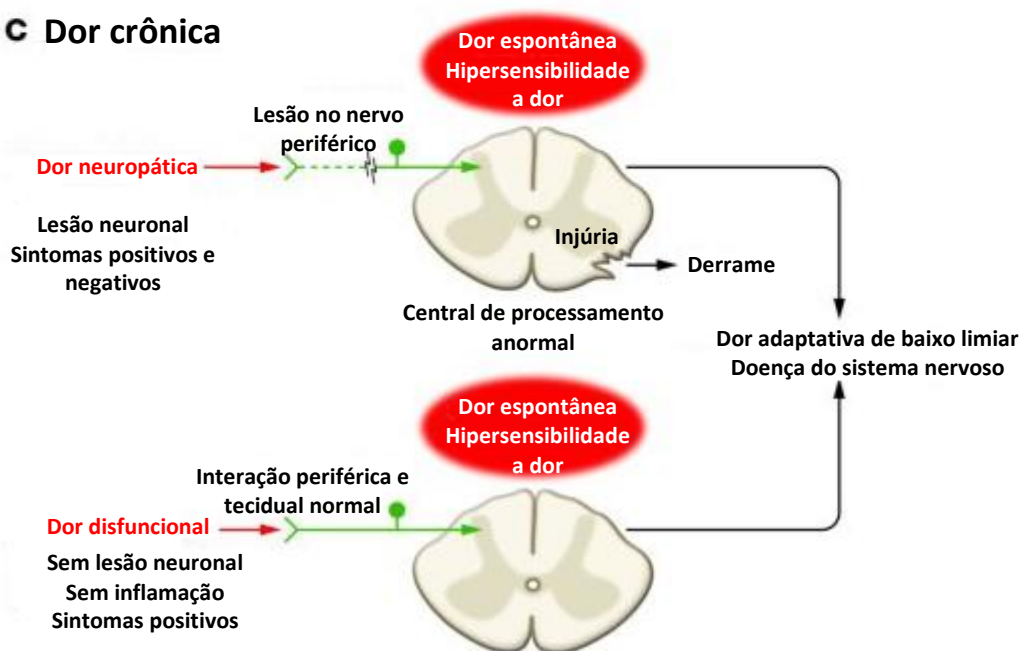 C Dor crônica
Dor espontânea
Hipersensibilidade
a dor
Lesão no nervo
periférico
Dor neuropática
Lesão neuronal
Sintomas positivos e
negativos
Injúria
Derrame
Central de processamento
anormal
Dor adaptativa de baixo limiar
Doença do sistema nervoso
Dor espontânea
Hipersensibilidade
a dor
Interação periférica e
tecidual normal
Dor disfuncional
Sem lesão neuronal
Sem inflamação
Sintomas positivos